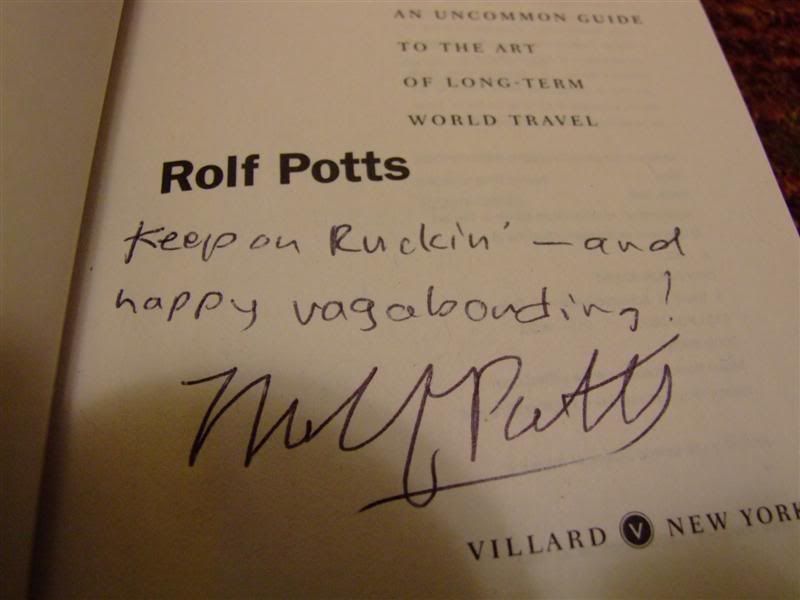 AN UNCOMMON GUIDE
TO THE ART
OF LONG-TERM
WORLD TRAVEL
Rolf Potts
Keep on Ruckin' — and
happy vagabonding!
Rolf Potts
VILLARD V NEW YORK